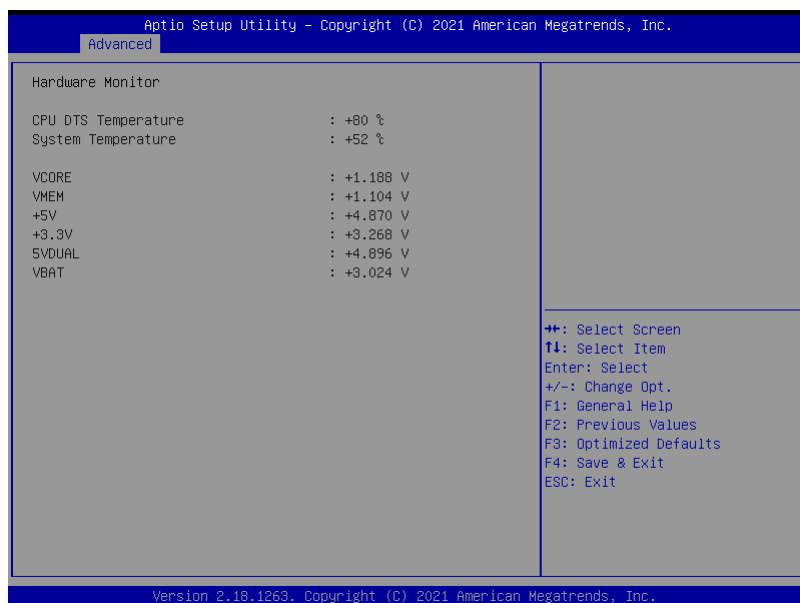 Aptio Setup Utility – Copyright (C) 2021 American Megatrends, Inc.
Advanced
Hardware Monitor
CPU DTS Temperature : +80 ℃
System Temperature : +52 ℃
VCORE : +1.188 V
VMEM : +1.104 V
+5V : +4.870 V
+3.3V : +3.268 V
5VDUAL : +4.896 V
VBAT : +3.024 V
→←: Select Screen
↑↓: Select Item
Enter: Select
+/-: Change Opt.
F1: General Help
F2: Previous Values
F3: Optimized Defaults
F4: Save & Exit
ESC: Exit
Version 2.18.1263. Copyright (C) 2021 American Megatrends, Inc.